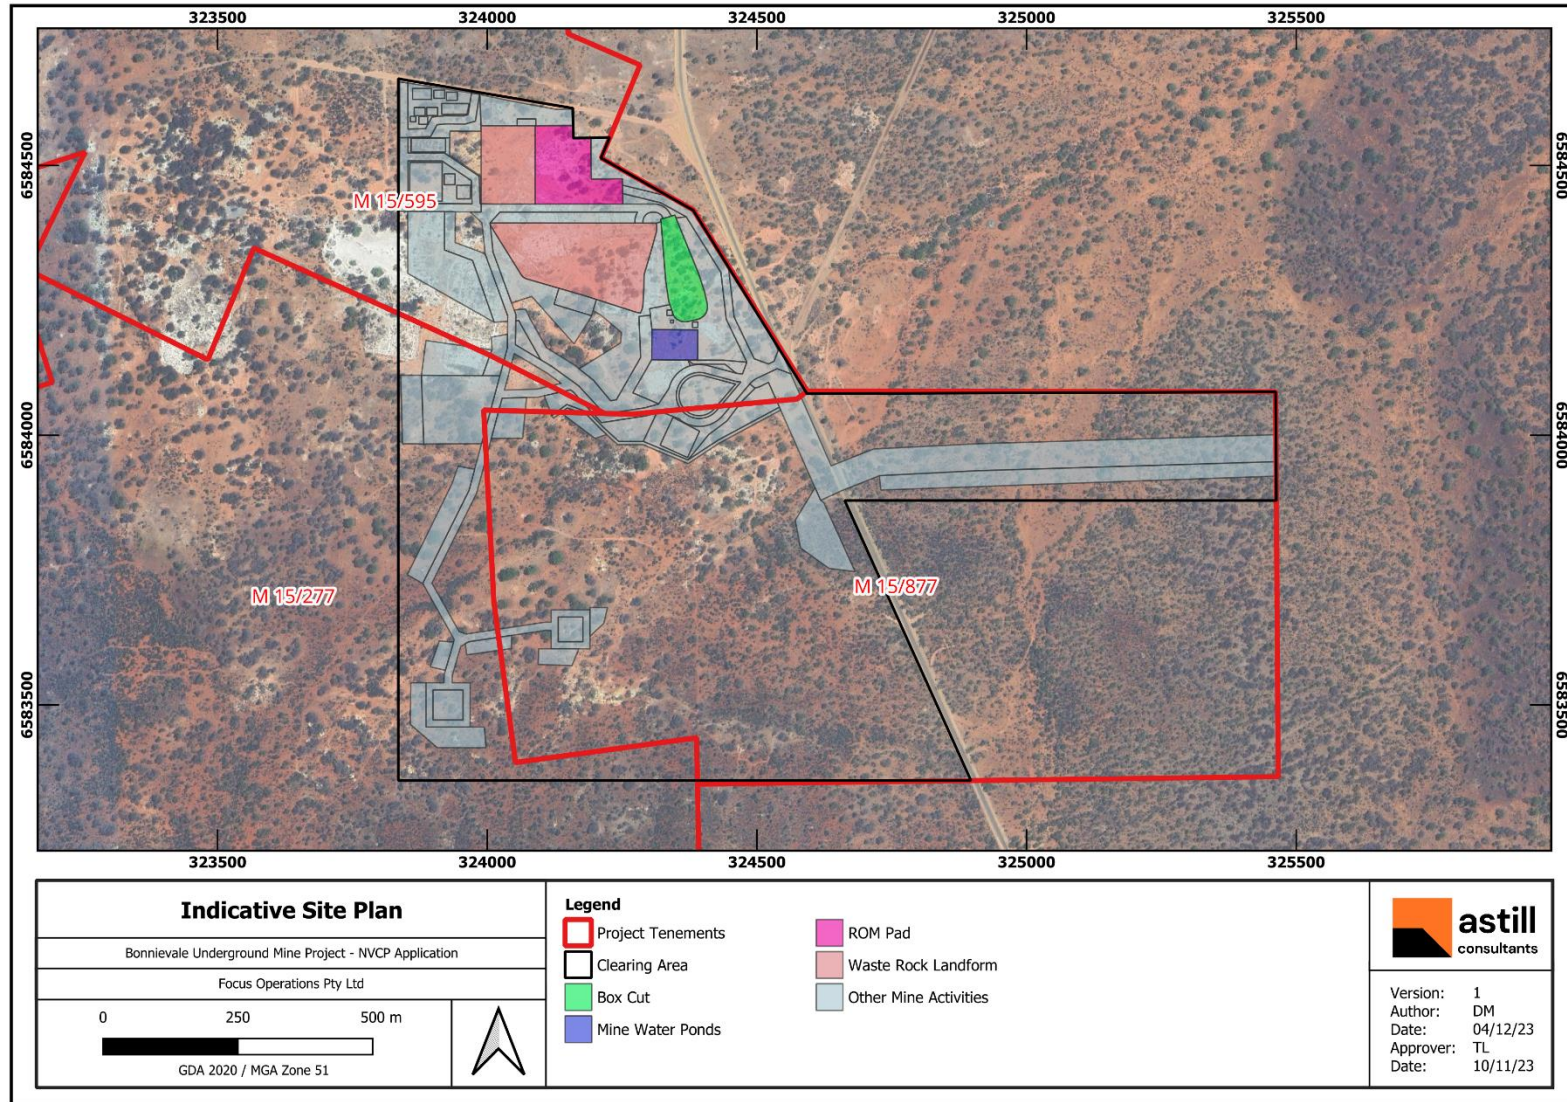 323500 324000 324500 325000 325500
6584500 6584500
M 15/595
6584000 6584000
M 15/277 M 15/877
6583500 6583500
323500 324000 324500 325000 325500
Indicative Site Plan
Bonnievale Underground Mine Project - NVCP Application
Focus Operations Pty Ltd
0 250 500 m
GDA 2020 / MGA Zone 51
Legend
Project Tenements
Clearing Area
Box Cut
Mine Water Ponds
ROM Pad
Waste Rock Landform
Other Mine Activities
astill
consultants
Version: 1
Author: DM
Date: 04/12/23
Approver: TL
Date: 10/11/23